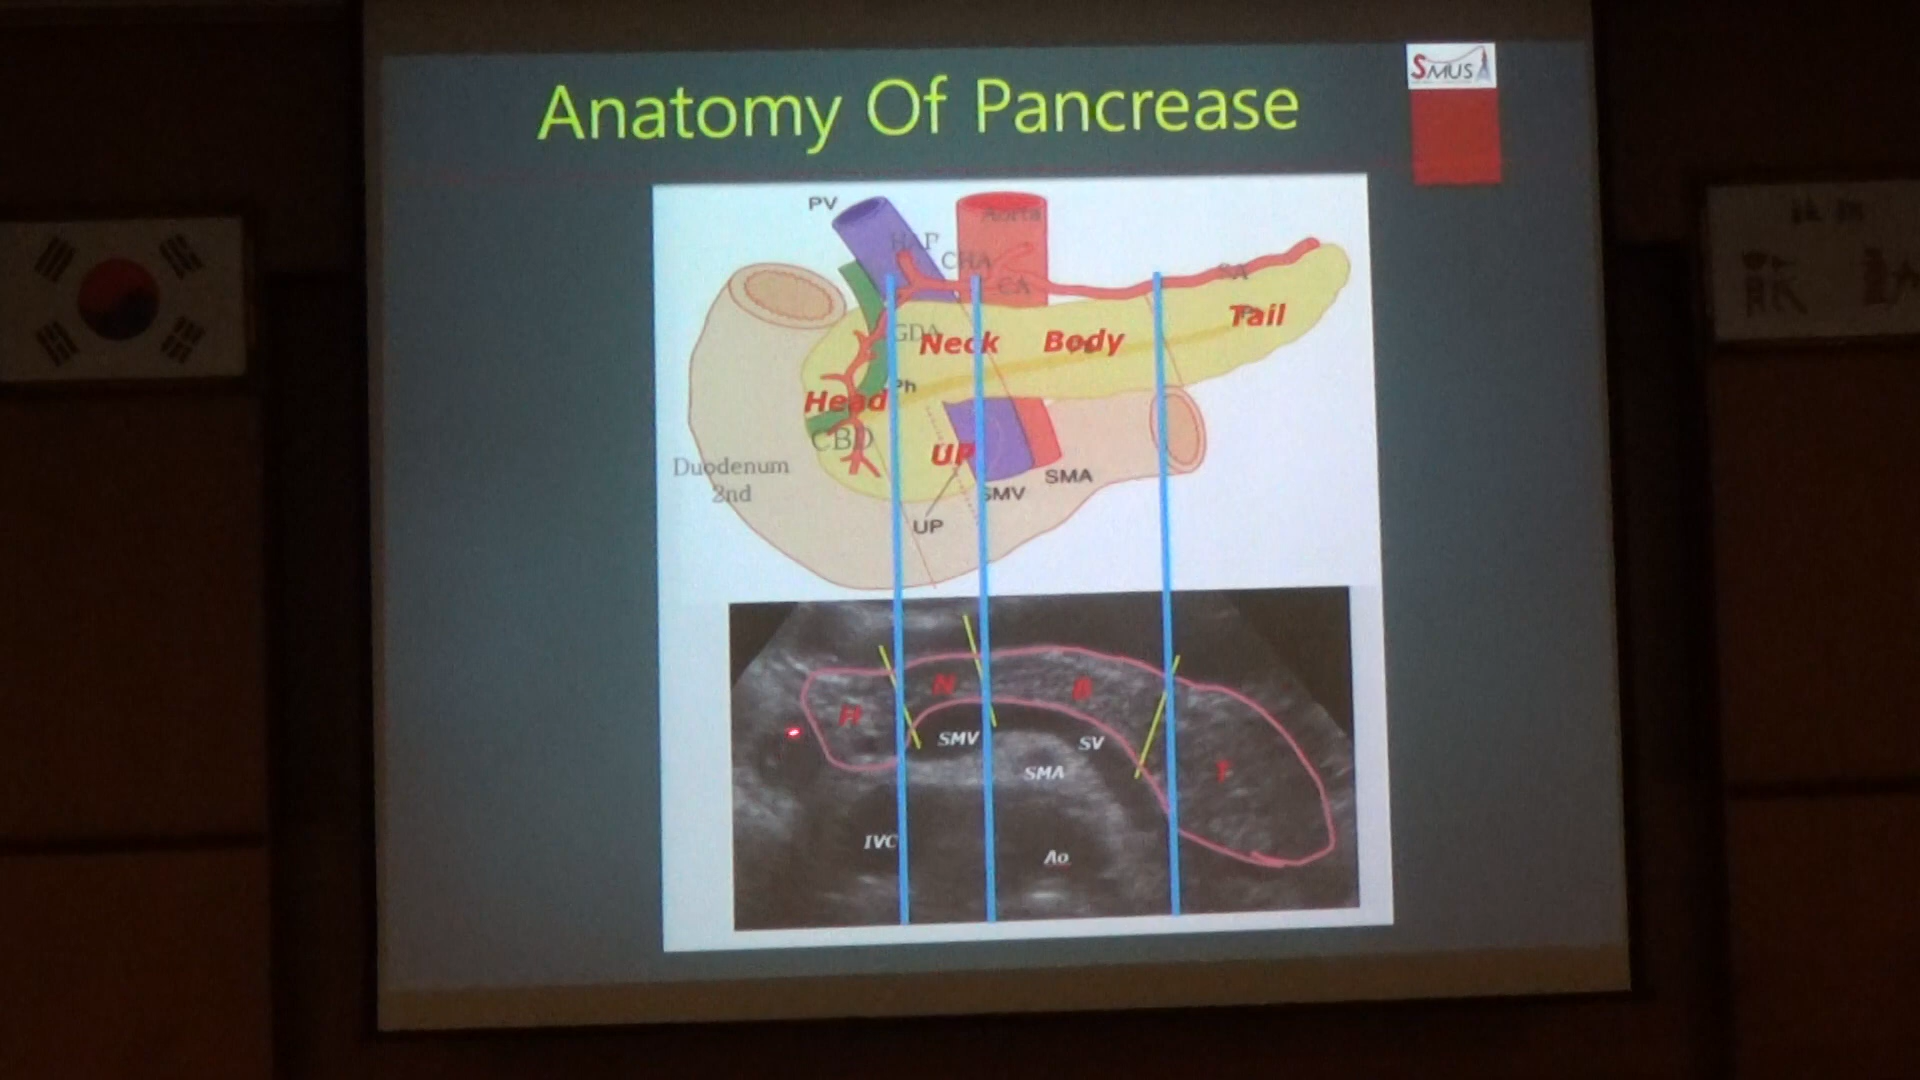 Anatomy Of Pancrease
SMUS
PV
Aorta
CHA
CA
SA
GDA
Neck
Body
Tail
Ph
Head
CBD
UP
Duodenum
2nd
SMV
SMA
UP
H
N
B
T
SMV
SV
SMA
IVC
Ao